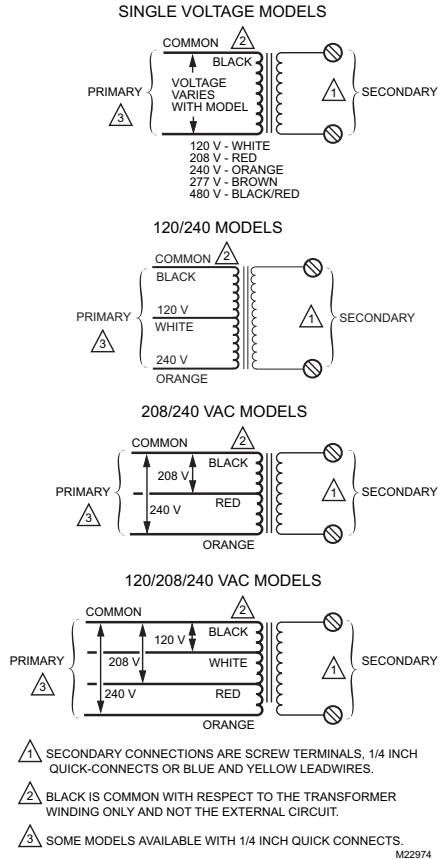 SINGLE VOLTAGE MODELS
COMMON
2
BLACK
PRIMARY
3
VOLTAGE
VARIES
WITH MODEL
1
SECONDARY
120 V - WHITE
208 V - RED
240 V - ORANGE
277 V - BROWN
480 V - BLACK/RED
120/240 MODELS
COMMON
2
BLACK
PRIMARY
3
120 V
WHITE
1
SECONDARY
240 V
ORANGE
208/240 VAC MODELS
COMMON
2
BLACK
208 V
PRIMARY
3
240 V
RED
1
SECONDARY
ORANGE
120/208/240 VAC MODELS
COMMON
2
120 V
BLACK
PRIMARY
3
208 V
WHITE
1
SECONDARY
240 V
RED
ORANGE
1 SECONDARY CONNECTIONS ARE SCREW TERMINALS, 1/4 INCH
QUICK-CONNECTS OR BLUE AND YELLOW LEADWIRES.
2 BLACK IS COMMON WITH RESPECT TO THE TRANSFORMER
WINDING ONLY AND NOT THE EXTERNAL CIRCUIT.
3 SOME MODELS AVAILABLE WITH 1/4 INCH QUICK CONNECTS.
M22974